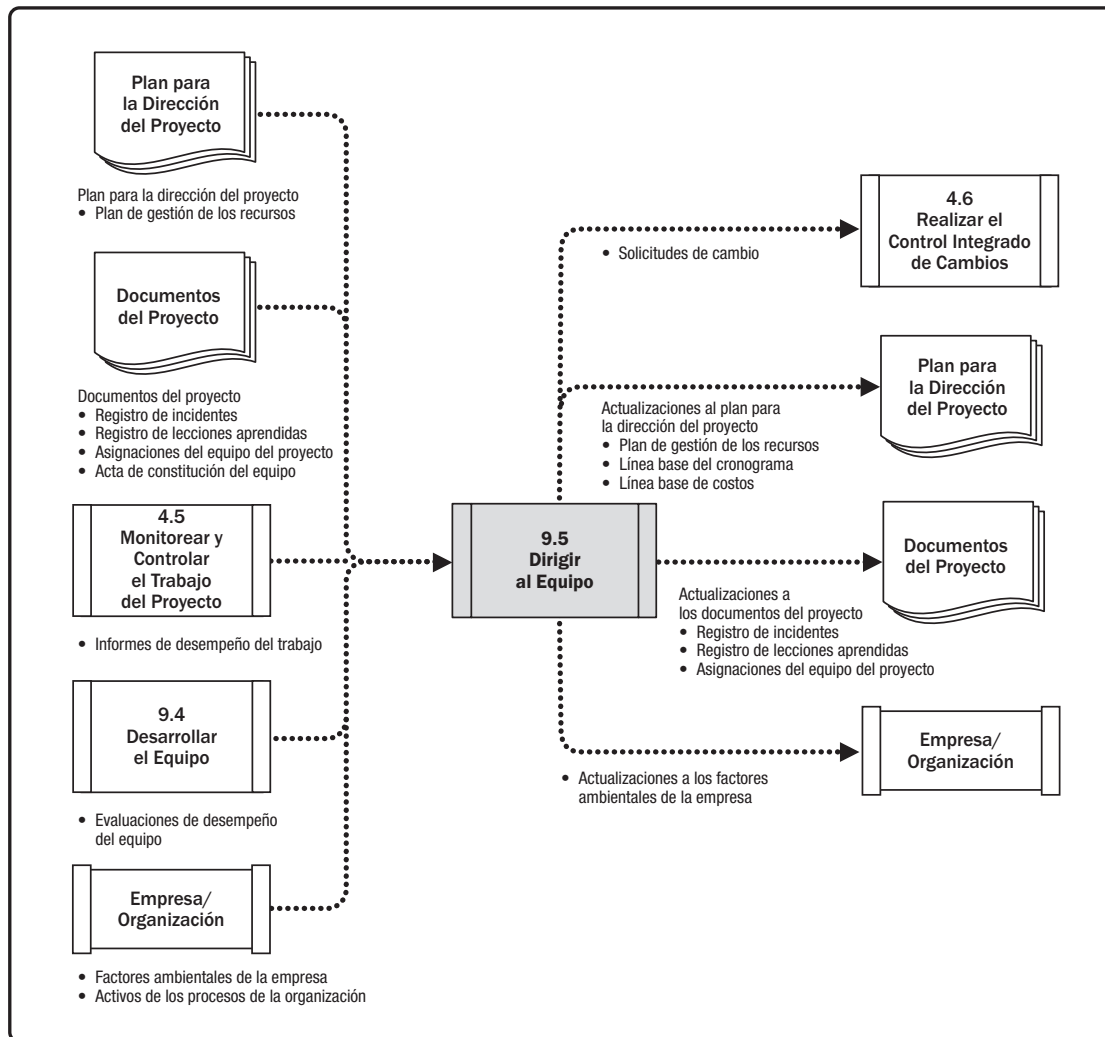 Plan para
la Dirección
del Proyecto
Plan para la dirección del proyecto
• Plan de gestión de los recursos
Documentos
del Proyecto
Documentos del proyecto
• Registro de incidentes
• Registro de lecciones aprendidas
• Asignaciones del equipo del proyecto
• Acta de constitución del equipo
4.5
Monitorear y
Controlar
el Trabajo
del Proyecto
• Informes de desempeño del trabajo
9.4
Desarrollar
el Equipo
• Evaluaciones de desempeño
del equipo
Empresa/
Organización
• Factores ambientales de la empresa
• Activos de los procesos de la organización
9.5
Dirigir
al Equipo
4.6
Realizar el
Control Integrado
de Cambios
• Solicitudes de cambio
Plan para
la Dirección
del Proyecto
Actualizaciones al plan para
la dirección del proyecto
• Plan de gestión de los recursos
• Línea base del cronograma
• Línea base de costos
Documentos
del Proyecto
Actualizaciones a
los documentos del proyecto
• Registro de incidentes
• Registro de lecciones aprendidas
• Asignaciones del equipo del proyecto
Empresa/
Organización
• Actualizaciones a los factores
ambientales de la empresa